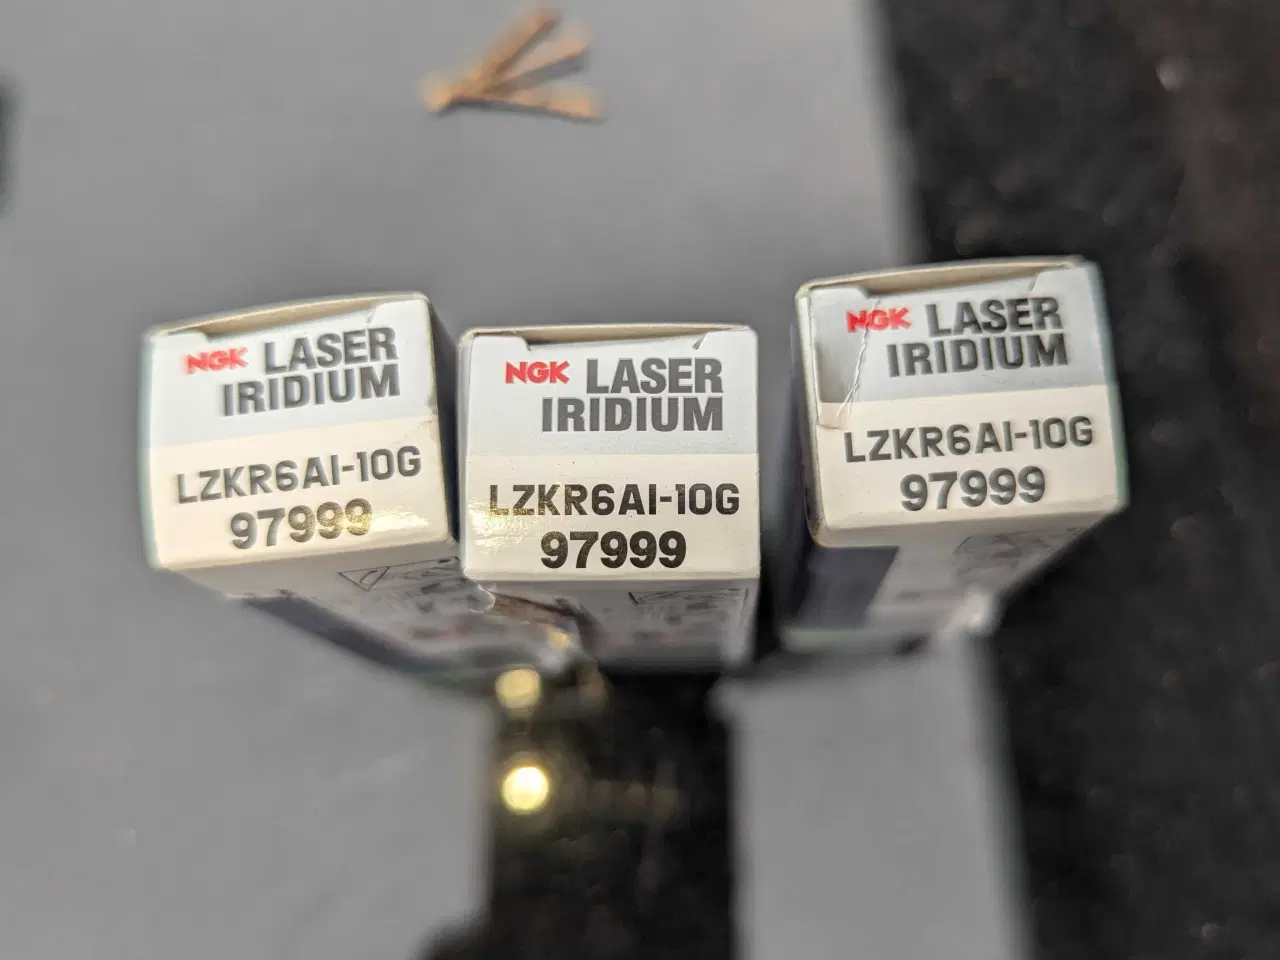 NGK LASER
IRIDIUM
LZKR6AI-10G
97999
NGK LASER
IRIDIUM
LZKR6AI-10G
97999
NGK LASER
IRIDIUM
LZKR6AI-10G
97999